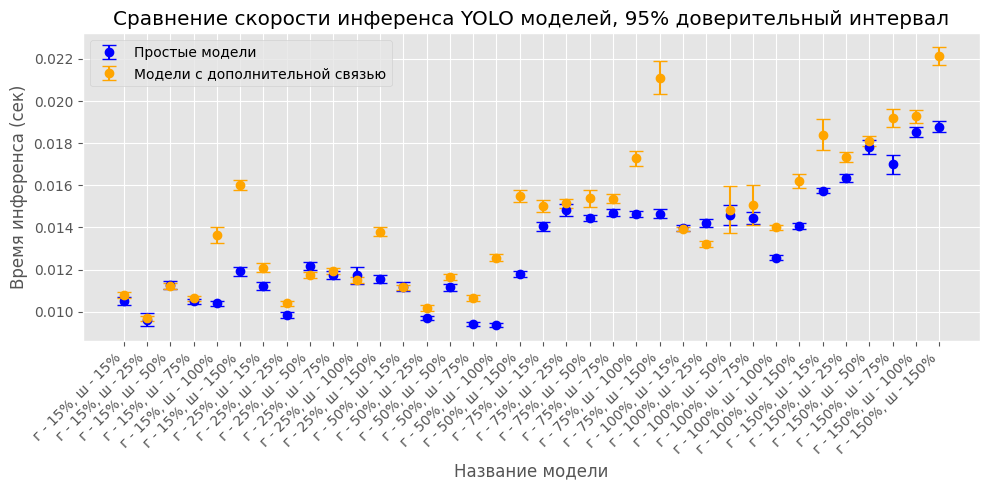 Сравнение скорости инференса YOLO моделей, 95% доверительный интервал
Простые модели
Модели с дополнительной связью
Время инференса (сек)
0.022
0.020
0.018
0.016
0.014
0.012
0.010
г - 15%, ш - 15%
г - 15%, ш - 25%
г - 15%, ш - 50%
г - 15%, ш - 75%
г - 15%, ш - 100%
г - 15%, ш - 150%
г - 25%, ш - 15%
г - 25%, ш - 25%
г - 25%, ш - 50%
г - 25%, ш - 75%
г - 25%, ш - 100%
г - 25%, ш - 150%
г - 50%, ш - 15%
г - 50%, ш - 25%
г - 50%, ш - 50%
г - 50%, ш - 75%
г - 50%, ш - 100%
г - 50%, ш - 150%
г - 75%, ш - 15%
г - 75%, ш - 25%
г - 75%, ш - 50%
г - 75%, ш - 75%
г - 75%, ш - 100%
г - 75%, ш - 150%
г - 100%, ш - 15%
г - 100%, ш - 25%
г - 100%, ш - 50%
г - 100%, ш - 75%
г - 100%, ш - 100%
г - 100%, ш - 150%
г - 150%, ш - 15%
г - 150%, ш - 25%
г - 150%, ш - 50%
г - 150%, ш - 75%
г - 150%, ш - 100%
г - 150%, ш - 150%
Название модели